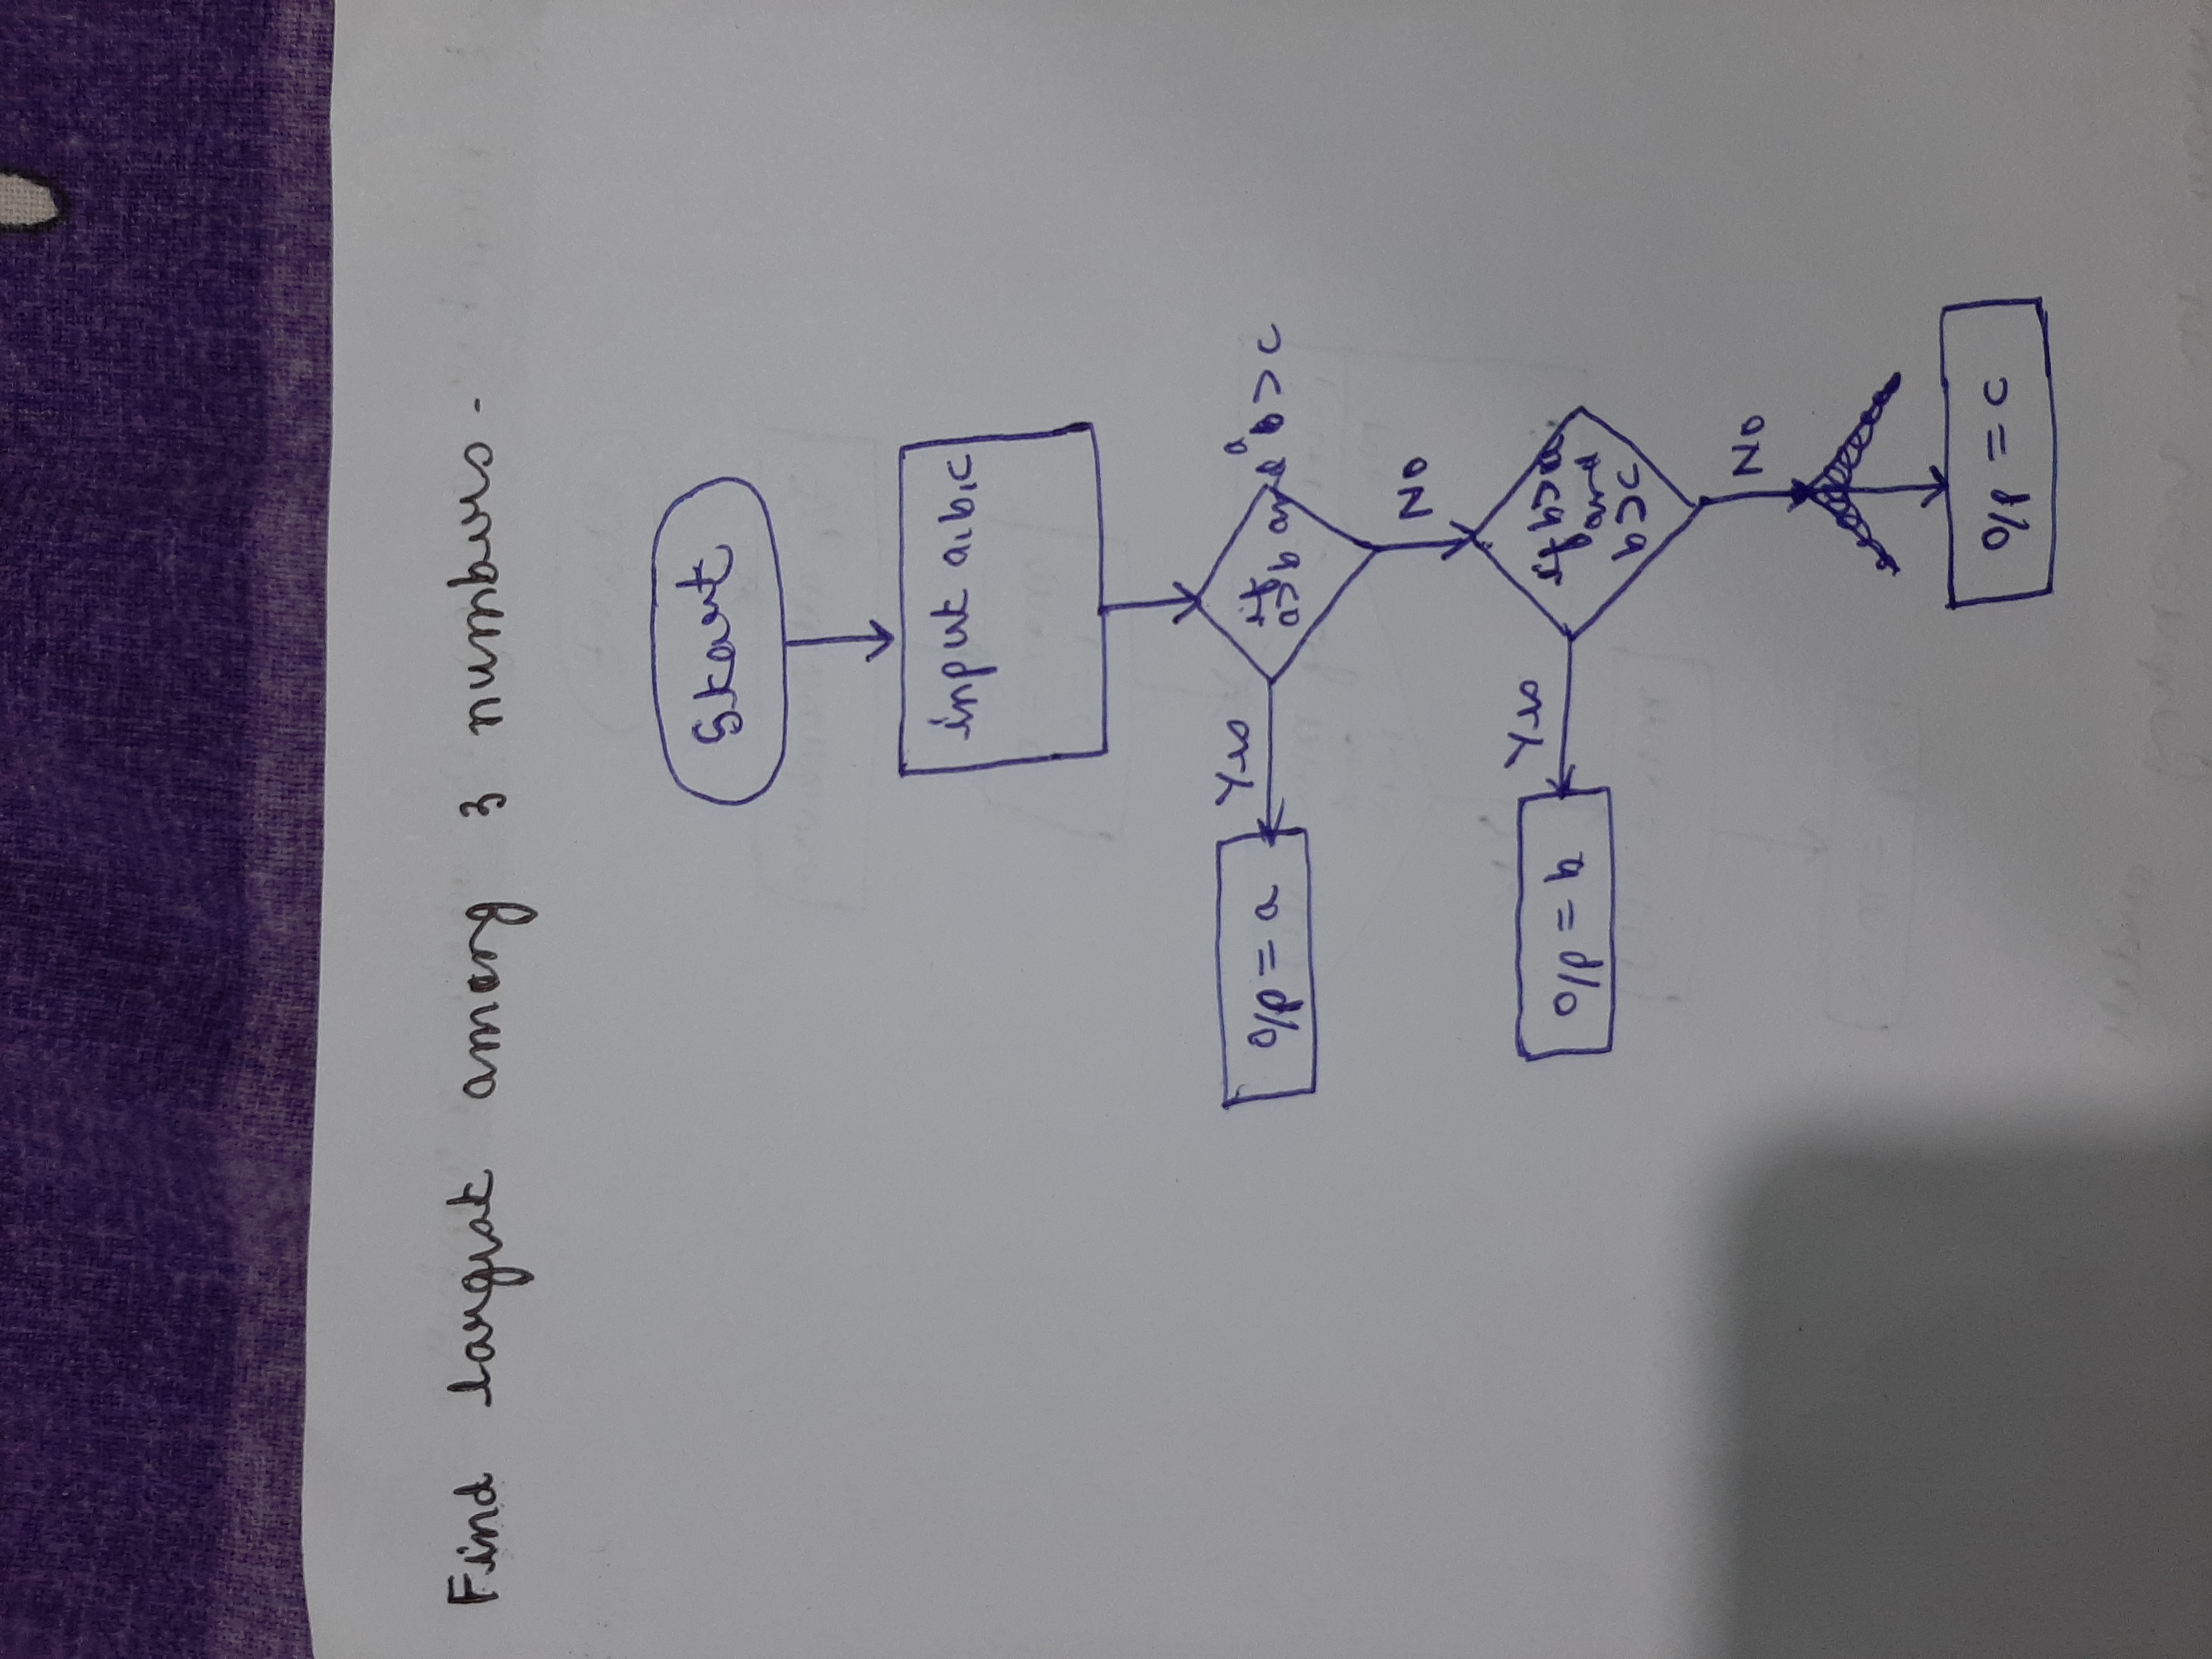 Find largest among 3 numbers.
Start
input a,b,c
if
a>b and a>c
Yes
o/p = a
No
if b>a
and
b>c
Yes
o/p = b
No
o/p = c